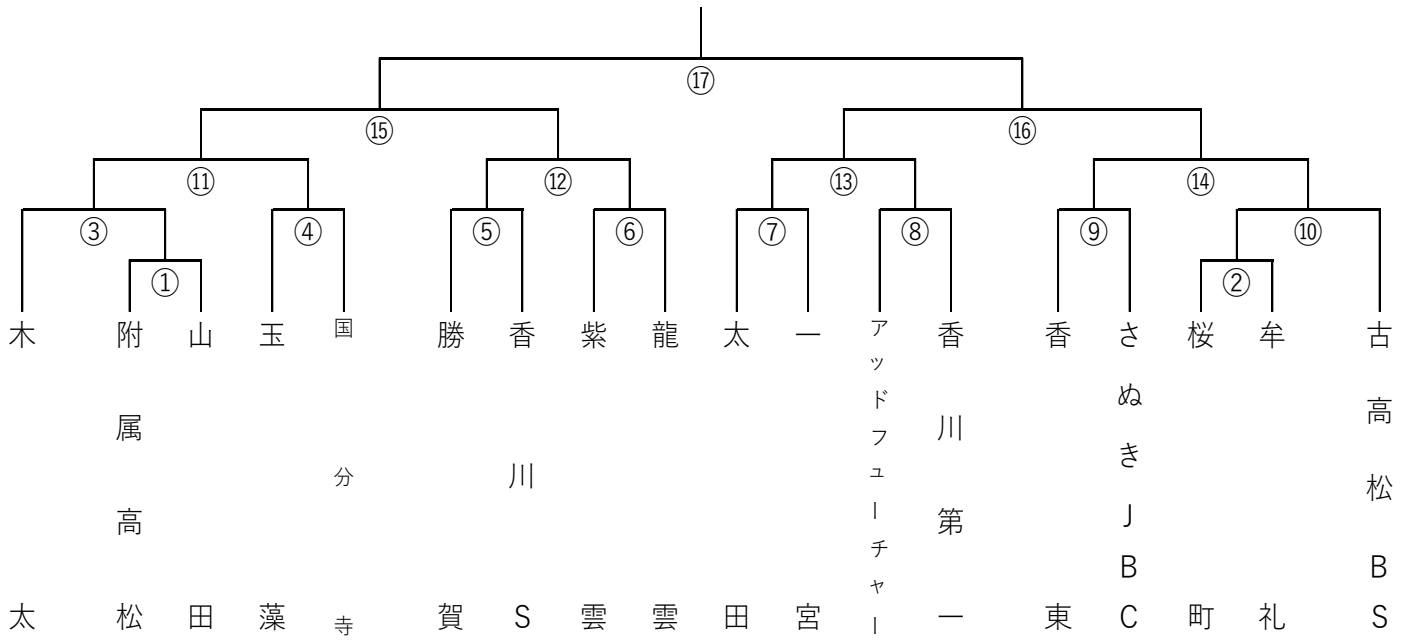 ⑰
⑮
⑯
⑪
⑫
⑬
⑭
③
④
⑤
⑥
⑦
⑧
⑨
⑩
①
②
木太
附属高松
山田
玉藻
国分寺
勝賀
香川S
紫雲
龍雲
太田
一宮
アッドフューチャー
香川第一
香東
さぬきJBC
桜町
牟礼
古高松BS